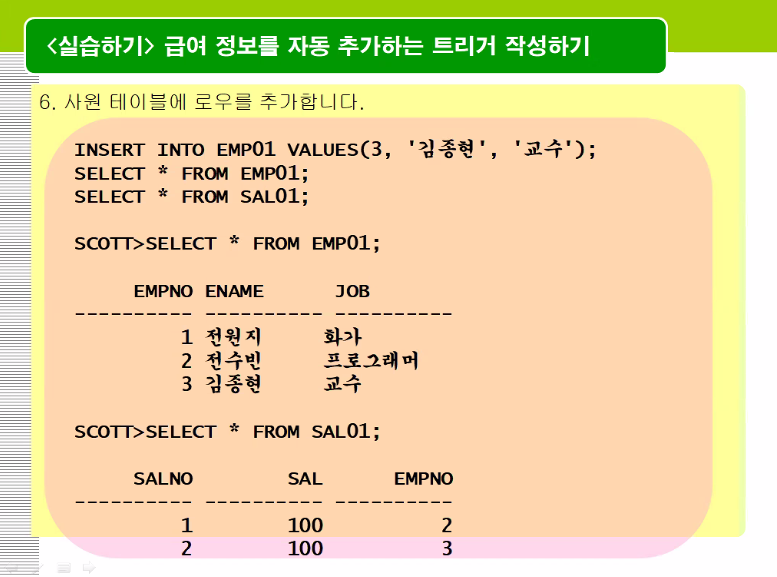 <실습하기> 급여 정보를 자동 추가하는 트리거 작성하기
6. 사원 테이블에 로우를 추가합니다.
INSERT INTO EMP01 VALUES(3, '김종현', '교수');
SELECT * FROM EMP01;
SELECT * FROM SAL01;
SCOTT>SELECT * FROM EMP01;
EMPNO ENAME JOB
---------- ---------- ----------
1 전원지 화가
2 전수빈 프로그래머
3 김종현 교수
SCOTT>SELECT * FROM SAL01;
SALNO SAL EMPNO
---------- ---------- ----------
1 100 2
2 100 3